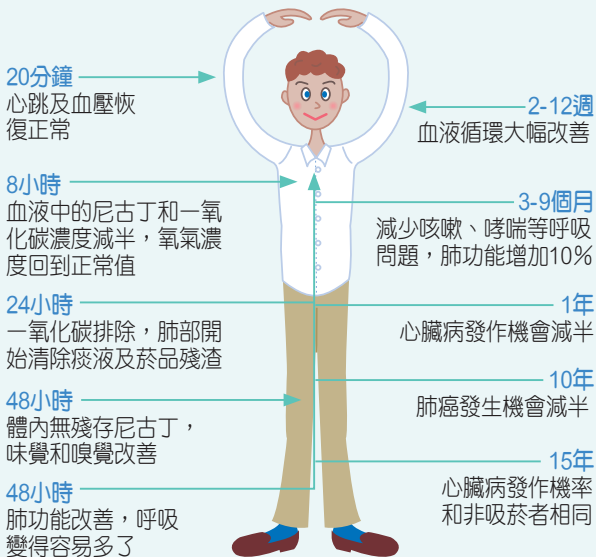 20分鐘
心跳及血壓恢
復正常
8小時
血液中的尼古丁和一氧
化碳濃度減半，氧氣濃
度回到正常值
24小時
一氧化碳排除，肺部開
始清除痰液及菸品殘渣
48小時
體內無殘存尼古丁，
味覺和嗅覺改善
48小時
肺功能改善，呼吸
變得容易多了
2-12週
血液循環大幅改善
3-9個月
減少咳嗽、哮喘等呼吸
問題，肺功能增加10%
1年
心臟病發作機會減半
10年
肺癌發生機會減半
15年
心臟病發作機率
和非吸菸者相同